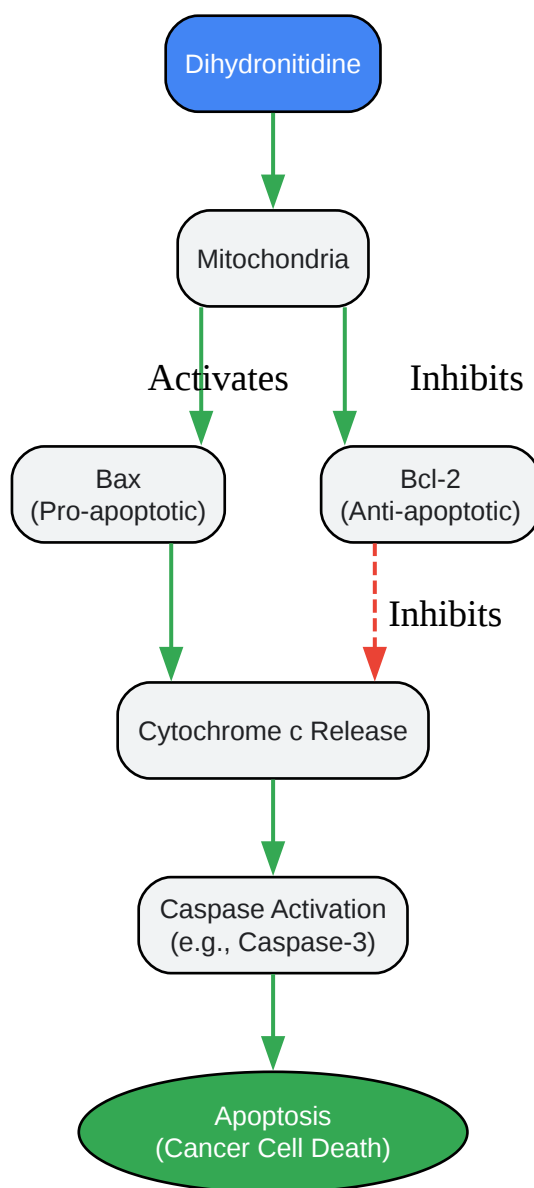 Dihydronitidine
Mitochondria
Activates
Inhibits
Bax
(Pro-apoptotic)
Bcl-2
(Anti-apoptotic)
Inhibits
Cytochrome c Release
Caspase Activation
(e.g., Caspase-3)
Apoptosis
(Cancer Cell Death)